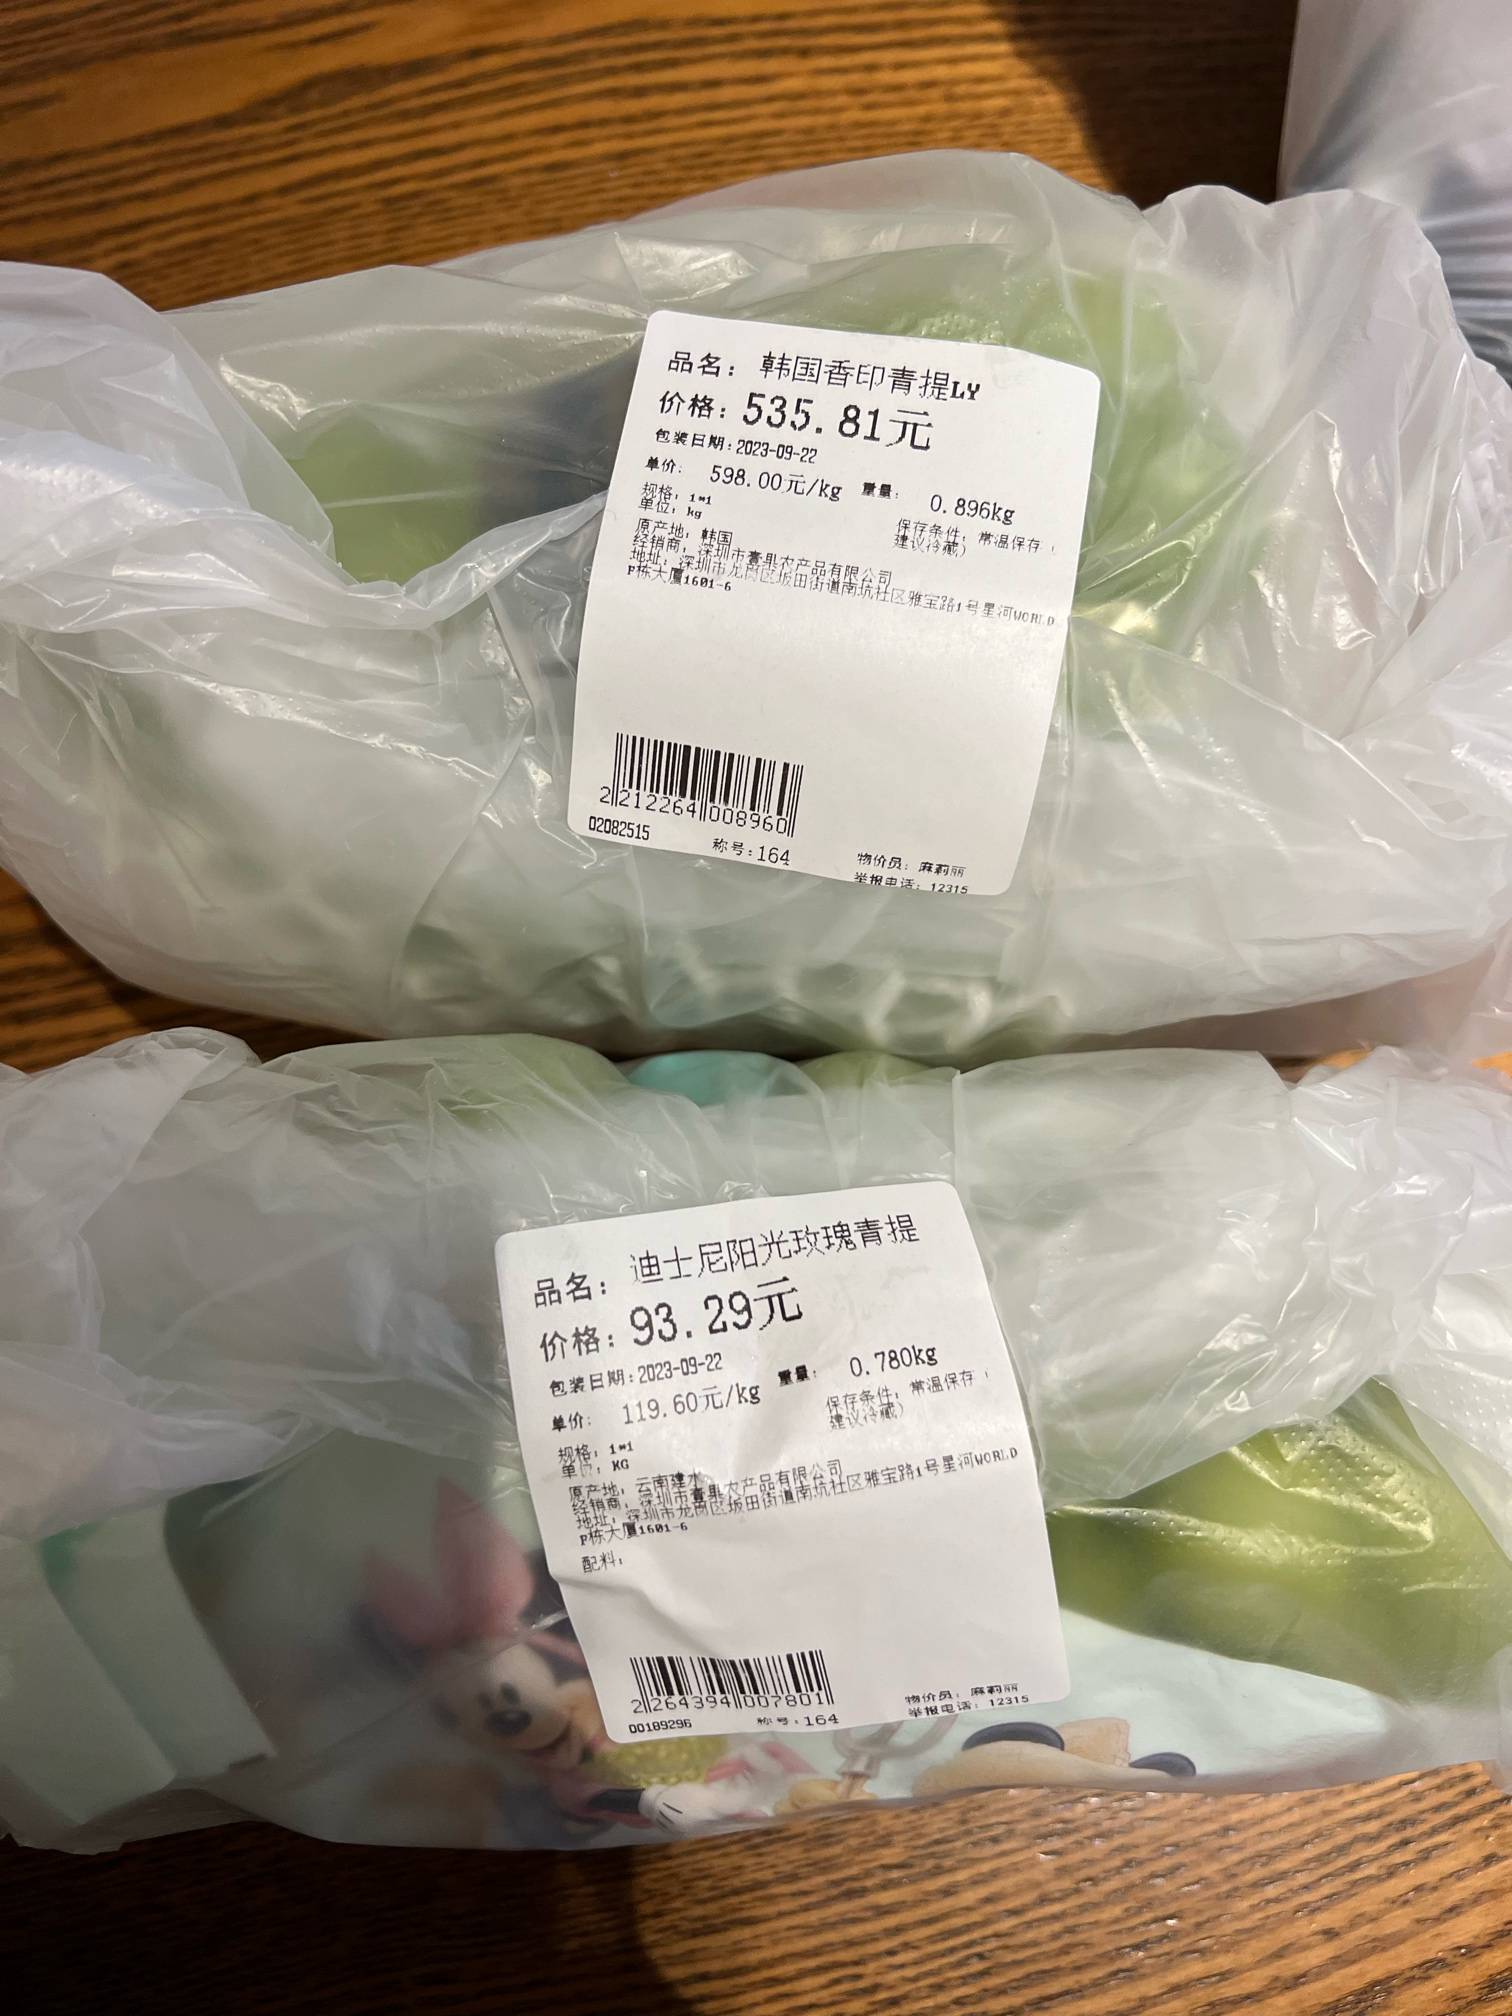 品名: 韩国香印青提LY
价格: 535.81元
包装日期: 2023-09-22
单价: 598.00元/kg 重量: 0.896kg
规格: 1*1
单位: kg
保存条件: 常温保存
建议冷藏)
原产地: 韩国
经销商: 深圳市壹果农产品有限公司
地址: 深圳市龙岗区坂田街道南坑社区雅宝路1号星河WORLD
F栋大厦1601-6
2 212264 008960
02082515
称号: 164
物价员: 麻莉丽
举报电话: 12315
品名: 迪士尼阳光玫瑰青提
价格: 93.29元
包装日期: 2023-09-22
单价: 119.60元/kg 重量: 0.780kg
规格: 1*1
单位: KG
保存条件: 常温保存
建议冷藏)
原产地: 云南建水
经销商: 深圳市壹果农产品有限公司
地址: 深圳市龙岗区坂田街道南坑社区雅宝路1号星河WORLD
F栋大厦1601-6
配料:
2 264394 007801
00189296
称号: 164
物价员: 麻莉丽
举报电话: 12315